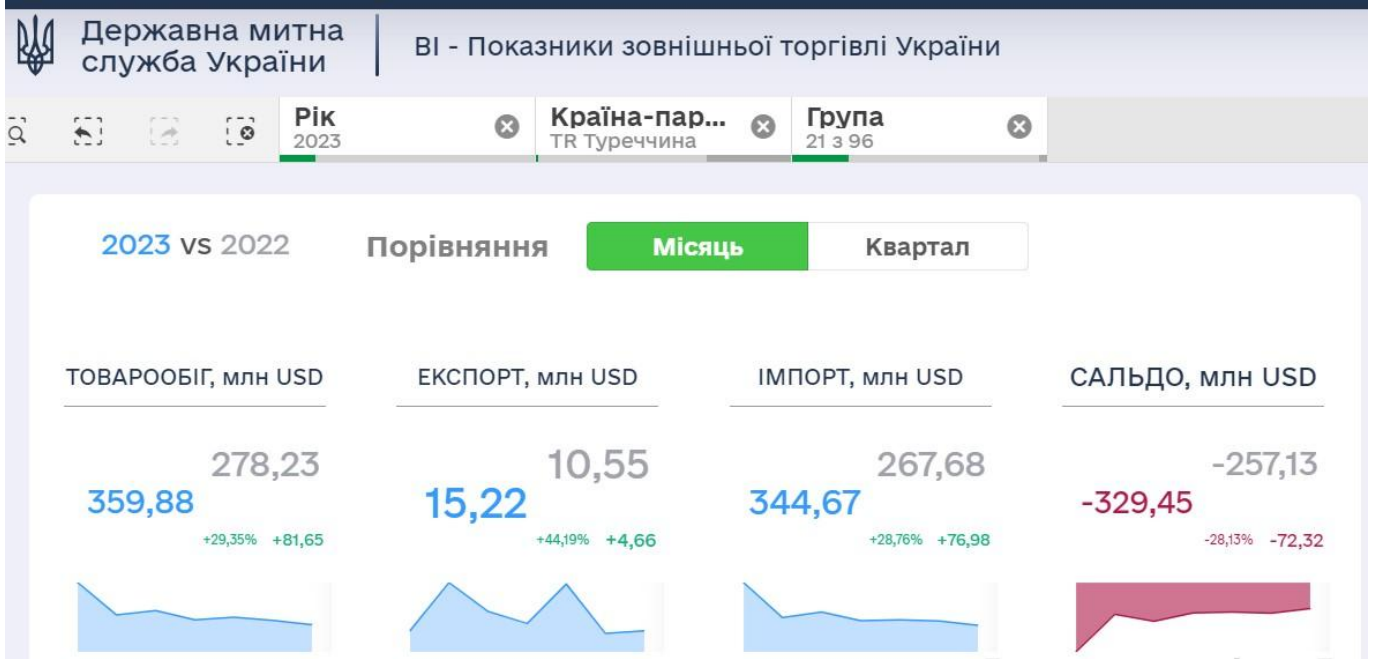 Державна митна
служба України
BI - Показники зовнішньої торгівлі України
Рік
2023
Країна-пар...
TR Туреччина
Група
21 з 96
2023 vs 2022
Порівняння
Місяць
Квартал
ТОВАРООБІГ, млн USD
ЕКСПОРТ, млн USD
ІМПОРТ, млн USD
САЛЬДО, млн USD
278,23
359,88
+29,35% +81,65
10,55
15,22
+44,19% +4,66
267,68
344,67
+28,76% +76,98
-257,13
-329,45
-28,13% -72,32